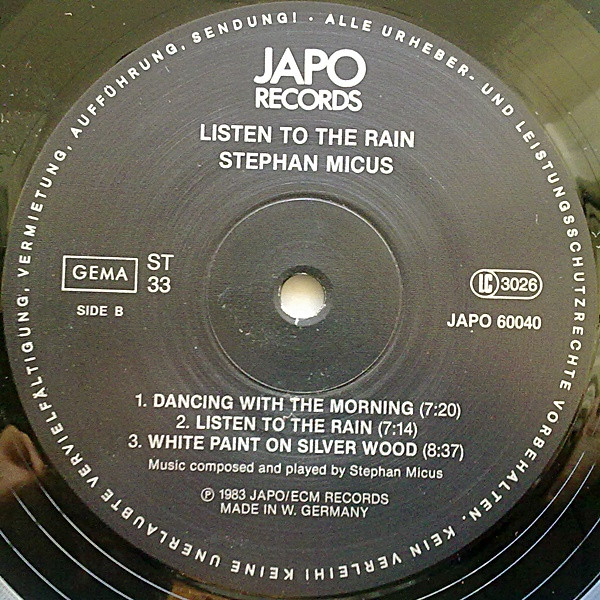 ALLE URHEBER- UND LEISTUNGSSCHUTZRECHTE VORBEHALTEN. KEIN VERLEIH! KEINE UNERLAUBTE VERVIELFÄLTIGUNG, VERMIETUNG, AUFFÜHRUNG, SENDUNG! ·
JAPO
RECORDS
LISTEN TO THE RAIN
STEPHAN MICUS
GEMA
ST
33
SIDE B
LC 3026
JAPO 60040
1. DANCING WITH THE MORNING (7:20)
2. LISTEN TO THE RAIN (7:14)
3. WHITE PAINT ON SILVER WOOD (8:37)
Music composed and played by Stephan Micus
℗ 1983 JAPO/ECM RECORDS
MADE IN W. GERMANY